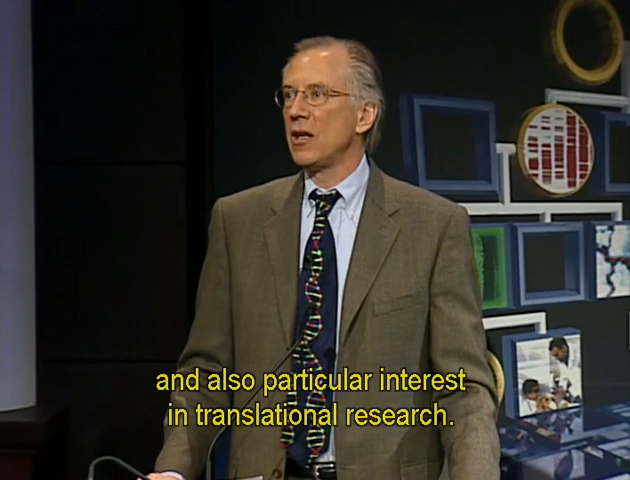 and also particular interest
in translational research.